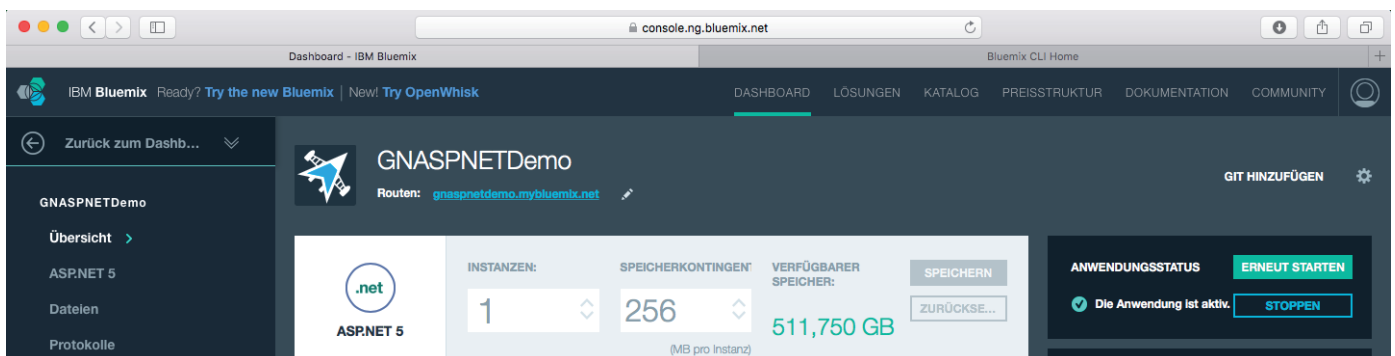 console.ng.bluemix.net
Dashboard - IBM Bluemix
Bluemix CLI Home
IBM Bluemix Ready? Try the new Bluemix | New! Try OpenWhisk
DASHBOARD LÖSUNGEN KATALOG PREISSTRUKTUR DOKUMENTATION COMMUNITY
Zurück zum Dashb...
GNASPNETDemo
Übersicht >
ASP.NET 5
Dateien
Protokolle
GNASPNETDemo
Routen: gnaspnetdemo.mybluemix.net
GIT HINZUFÜGEN
.net
ASP.NET 5
INSTANZEN:
1
SPEICHERKONTINGENT
256
(MB pro Instanz)
VERFÜGBARER
SPEICHER:
511,750 GB
SPEICHERN
ZURÜCKSE...
ANWENDUNGSSTATUS
ERNEUT STARTEN
Die Anwendung ist aktiv.
STOPPEN